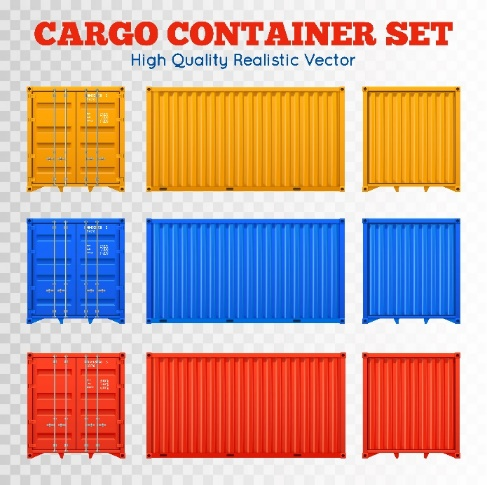 CARGO CONTAINER SET
High Quality Realistic Vector